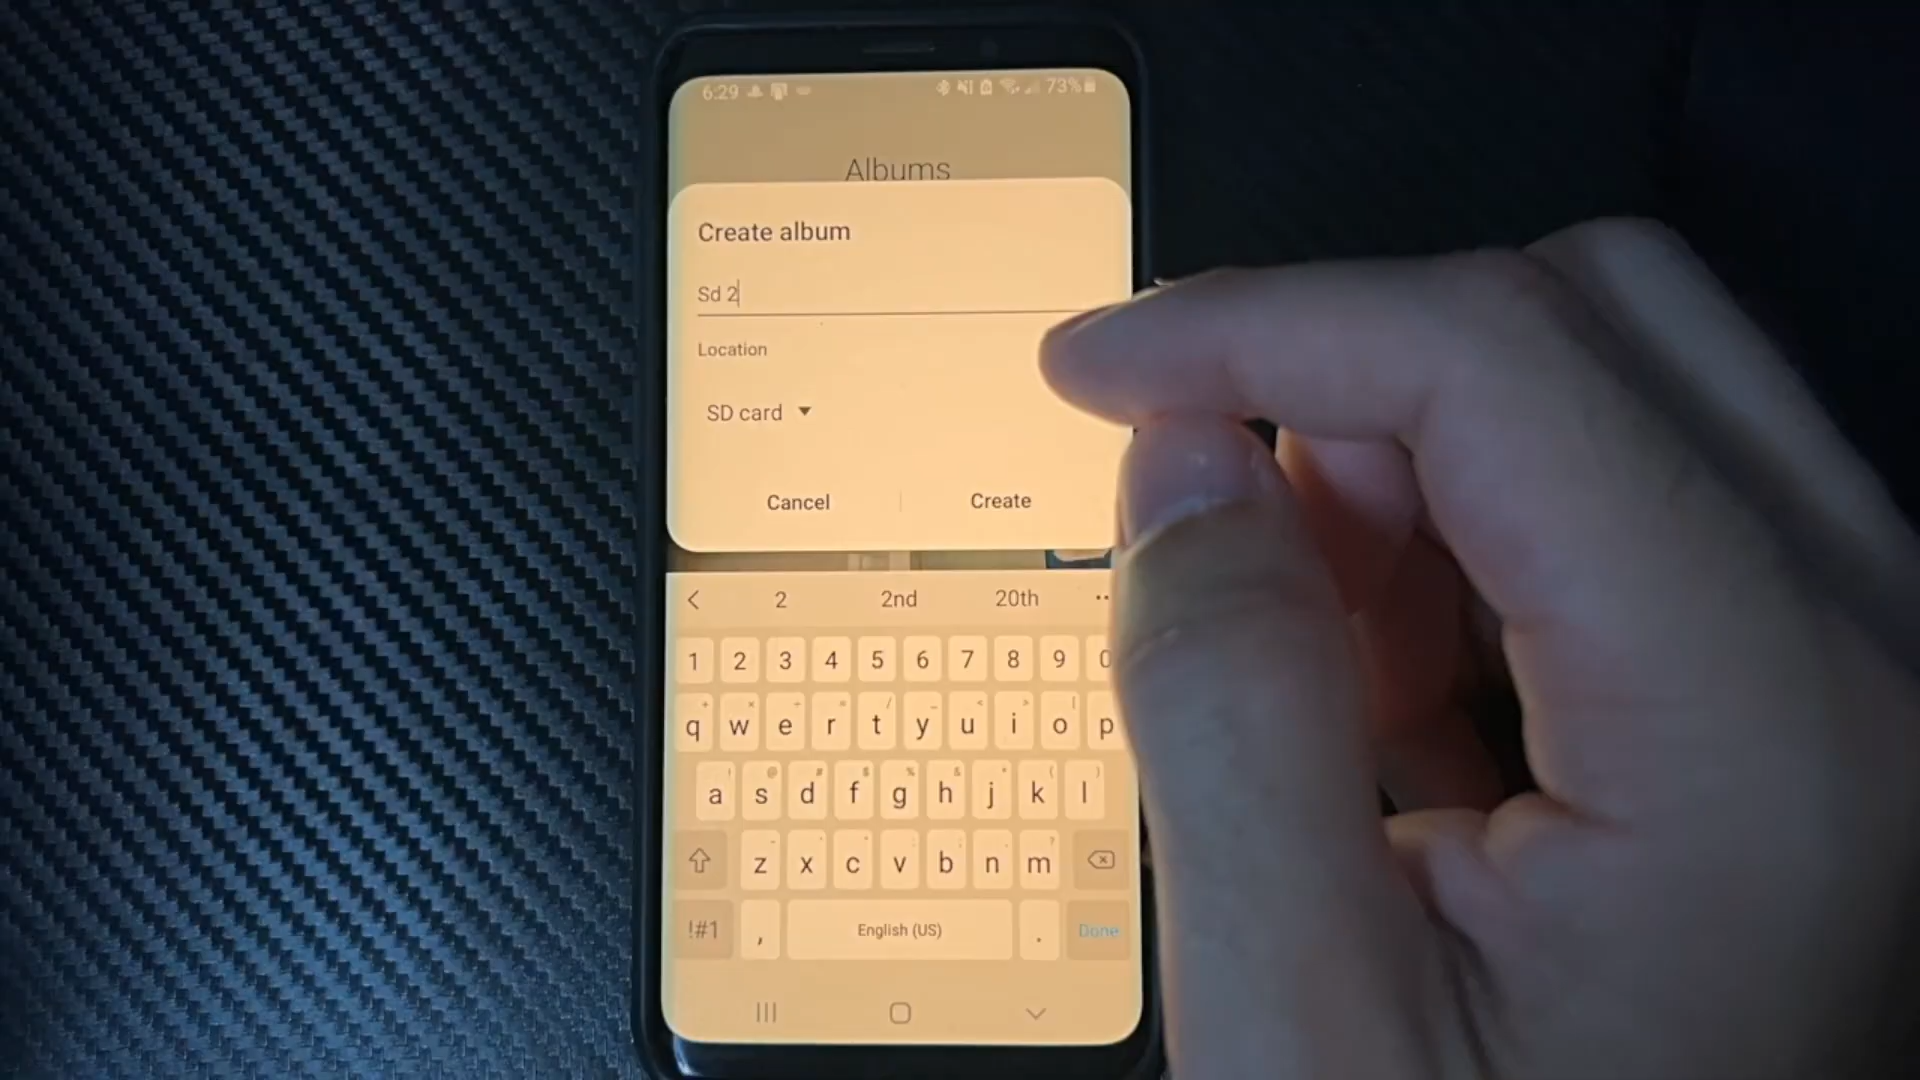 6:29 73%
Albums
Create album
Sd 2
Location
SD card
Cancel Create
2 2nd 20th
1 2 3 4 5 6 7 8 9 0
q w e r t y u i o p
a s d f g h j k l
z x c v b n m
!#1 , English (US) . Done